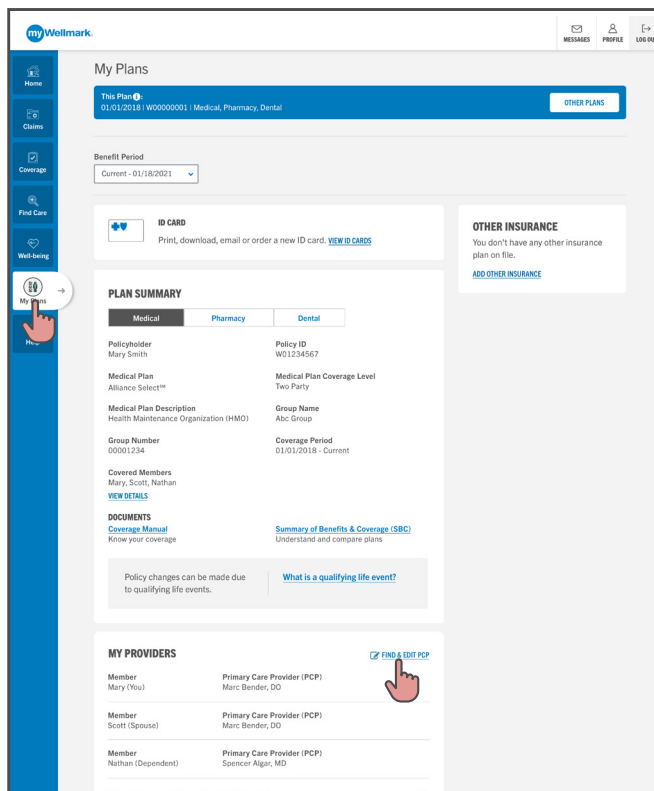 myWellmark.
MESSAGES
PROFILE
LOG OU
Home
Claims
Coverage
Find Care
Well-being
My Plans
My Plans
This Plan i:
01/01/2018 | W00000001 | Medical, Pharmacy, Dental
OTHER PLANS
Benefit Period
Current - 01/18/2021
ID CARD
Print, download, email or order a new ID card. VIEW ID CARDS
OTHER INSURANCE
You don't have any other insurance
plan on file.
ADD OTHER INSURANCE
PLAN SUMMARY
Medical Pharmacy Dental
Policyholder
Mary Smith
Policy ID
W01234567
Medical Plan
Alliance Select℠
Medical Plan Coverage Level
Two Party
Medical Plan Description
Health Maintenance Organization (HMO)
Group Name
Abc Group
Group Number
00001234
Coverage Period
01/01/2018 - Current
Covered Members
Mary, Scott, Nathan
VIEW DETAILS
DOCUMENTS
Coverage Manual
Know your coverage
Summary of Benefits & Coverage (SBC)
Understand and compare plans
Policy changes can be made due
to qualifying life events.
What is a qualifying life event?
MY PROVIDERS
FIND & EDIT PCP
Member
Mary (You)
Primary Care Provider (PCP)
Marc Bender, DO
Member
Scott (Spouse)
Primary Care Provider (PCP)
Marc Bender, DO
Member
Nathan (Dependent)
Primary Care Provider (PCP)
Spencer Algar, MD